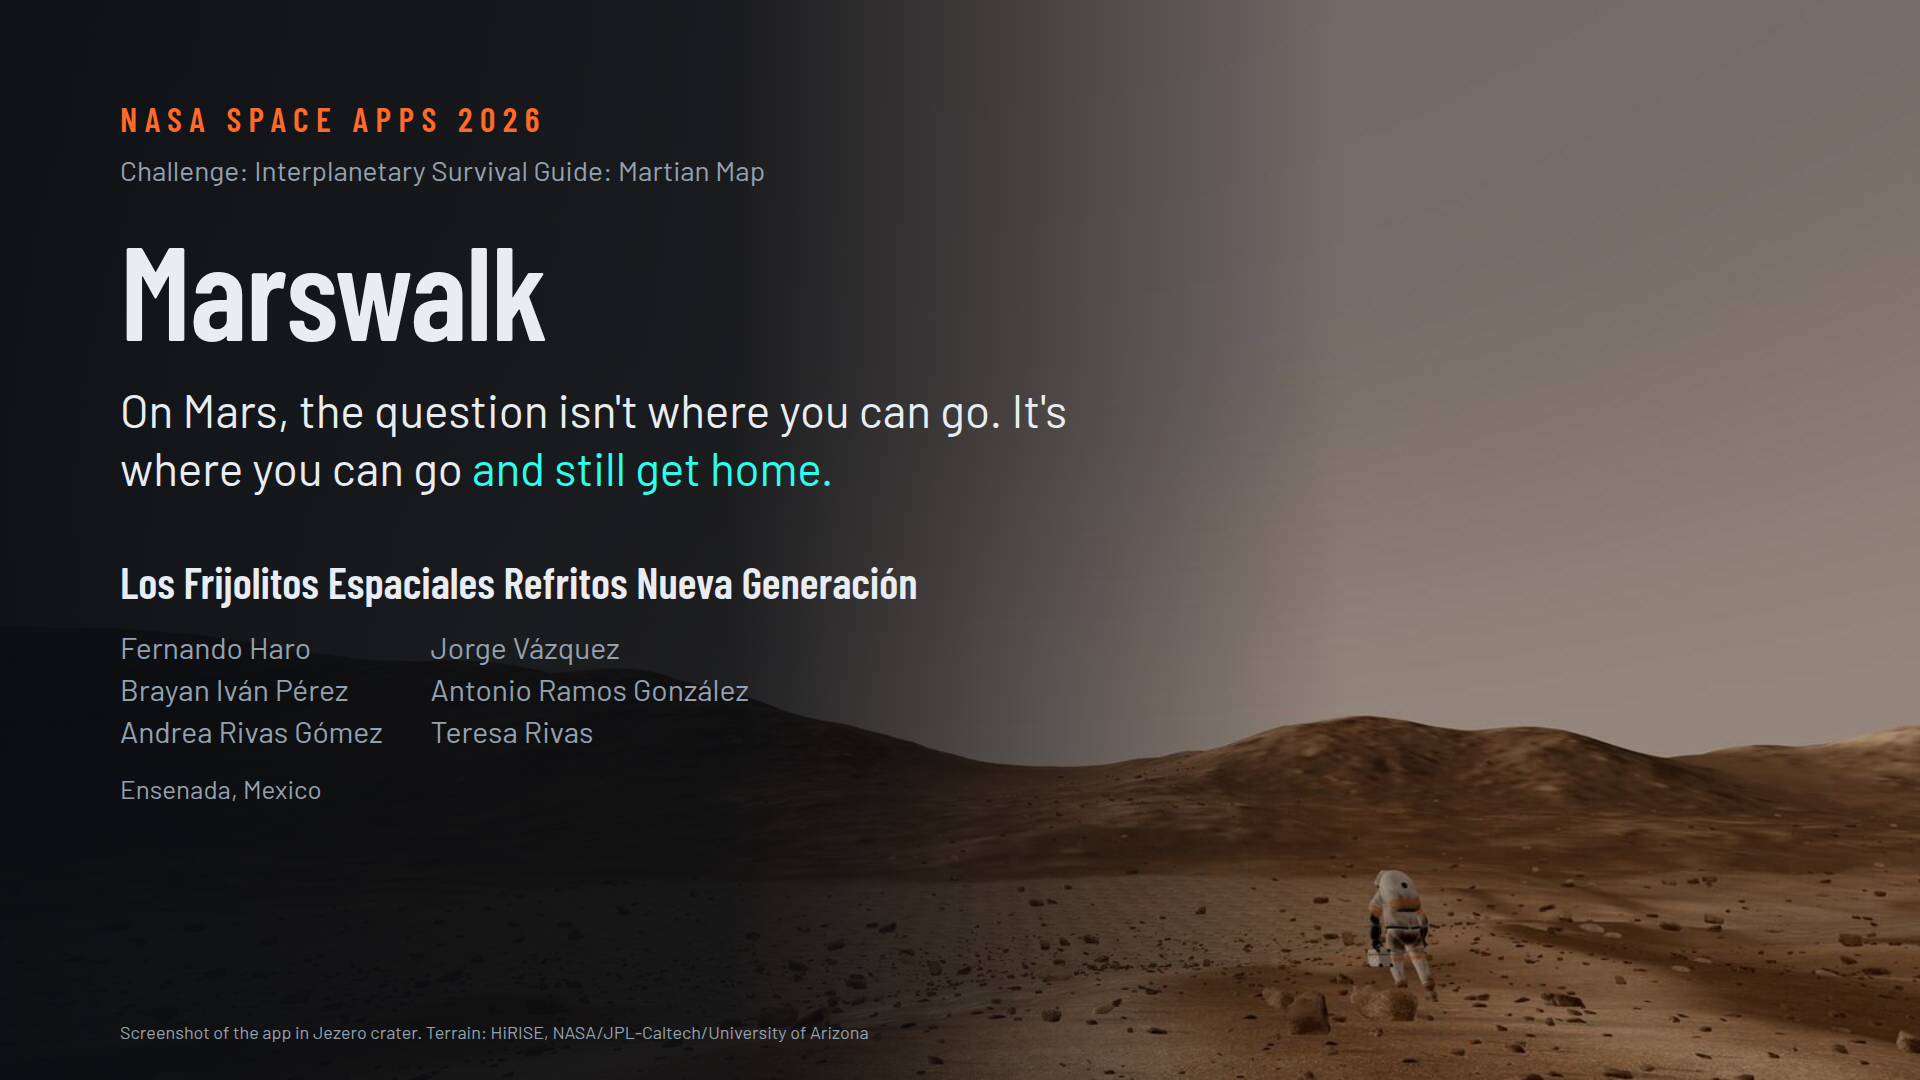 NASA SPACE APPS 2026
Challenge: Interplanetary Survival Guide: Martian Map
Marswalk
On Mars, the question isn't where you can go. It's
where you can go and still get home.
Los Frijolitos Espaciales Refritos Nueva Generación
Fernando Haro
Jorge Vázquez
Brayan Iván Pérez
Antonio Ramos González
Andrea Rivas Gómez
Teresa Rivas
Ensenada, Mexico
Screenshot of the app in Jezero crater. Terrain: HiRISE, NASA/JPL-Caltech/University of Arizona